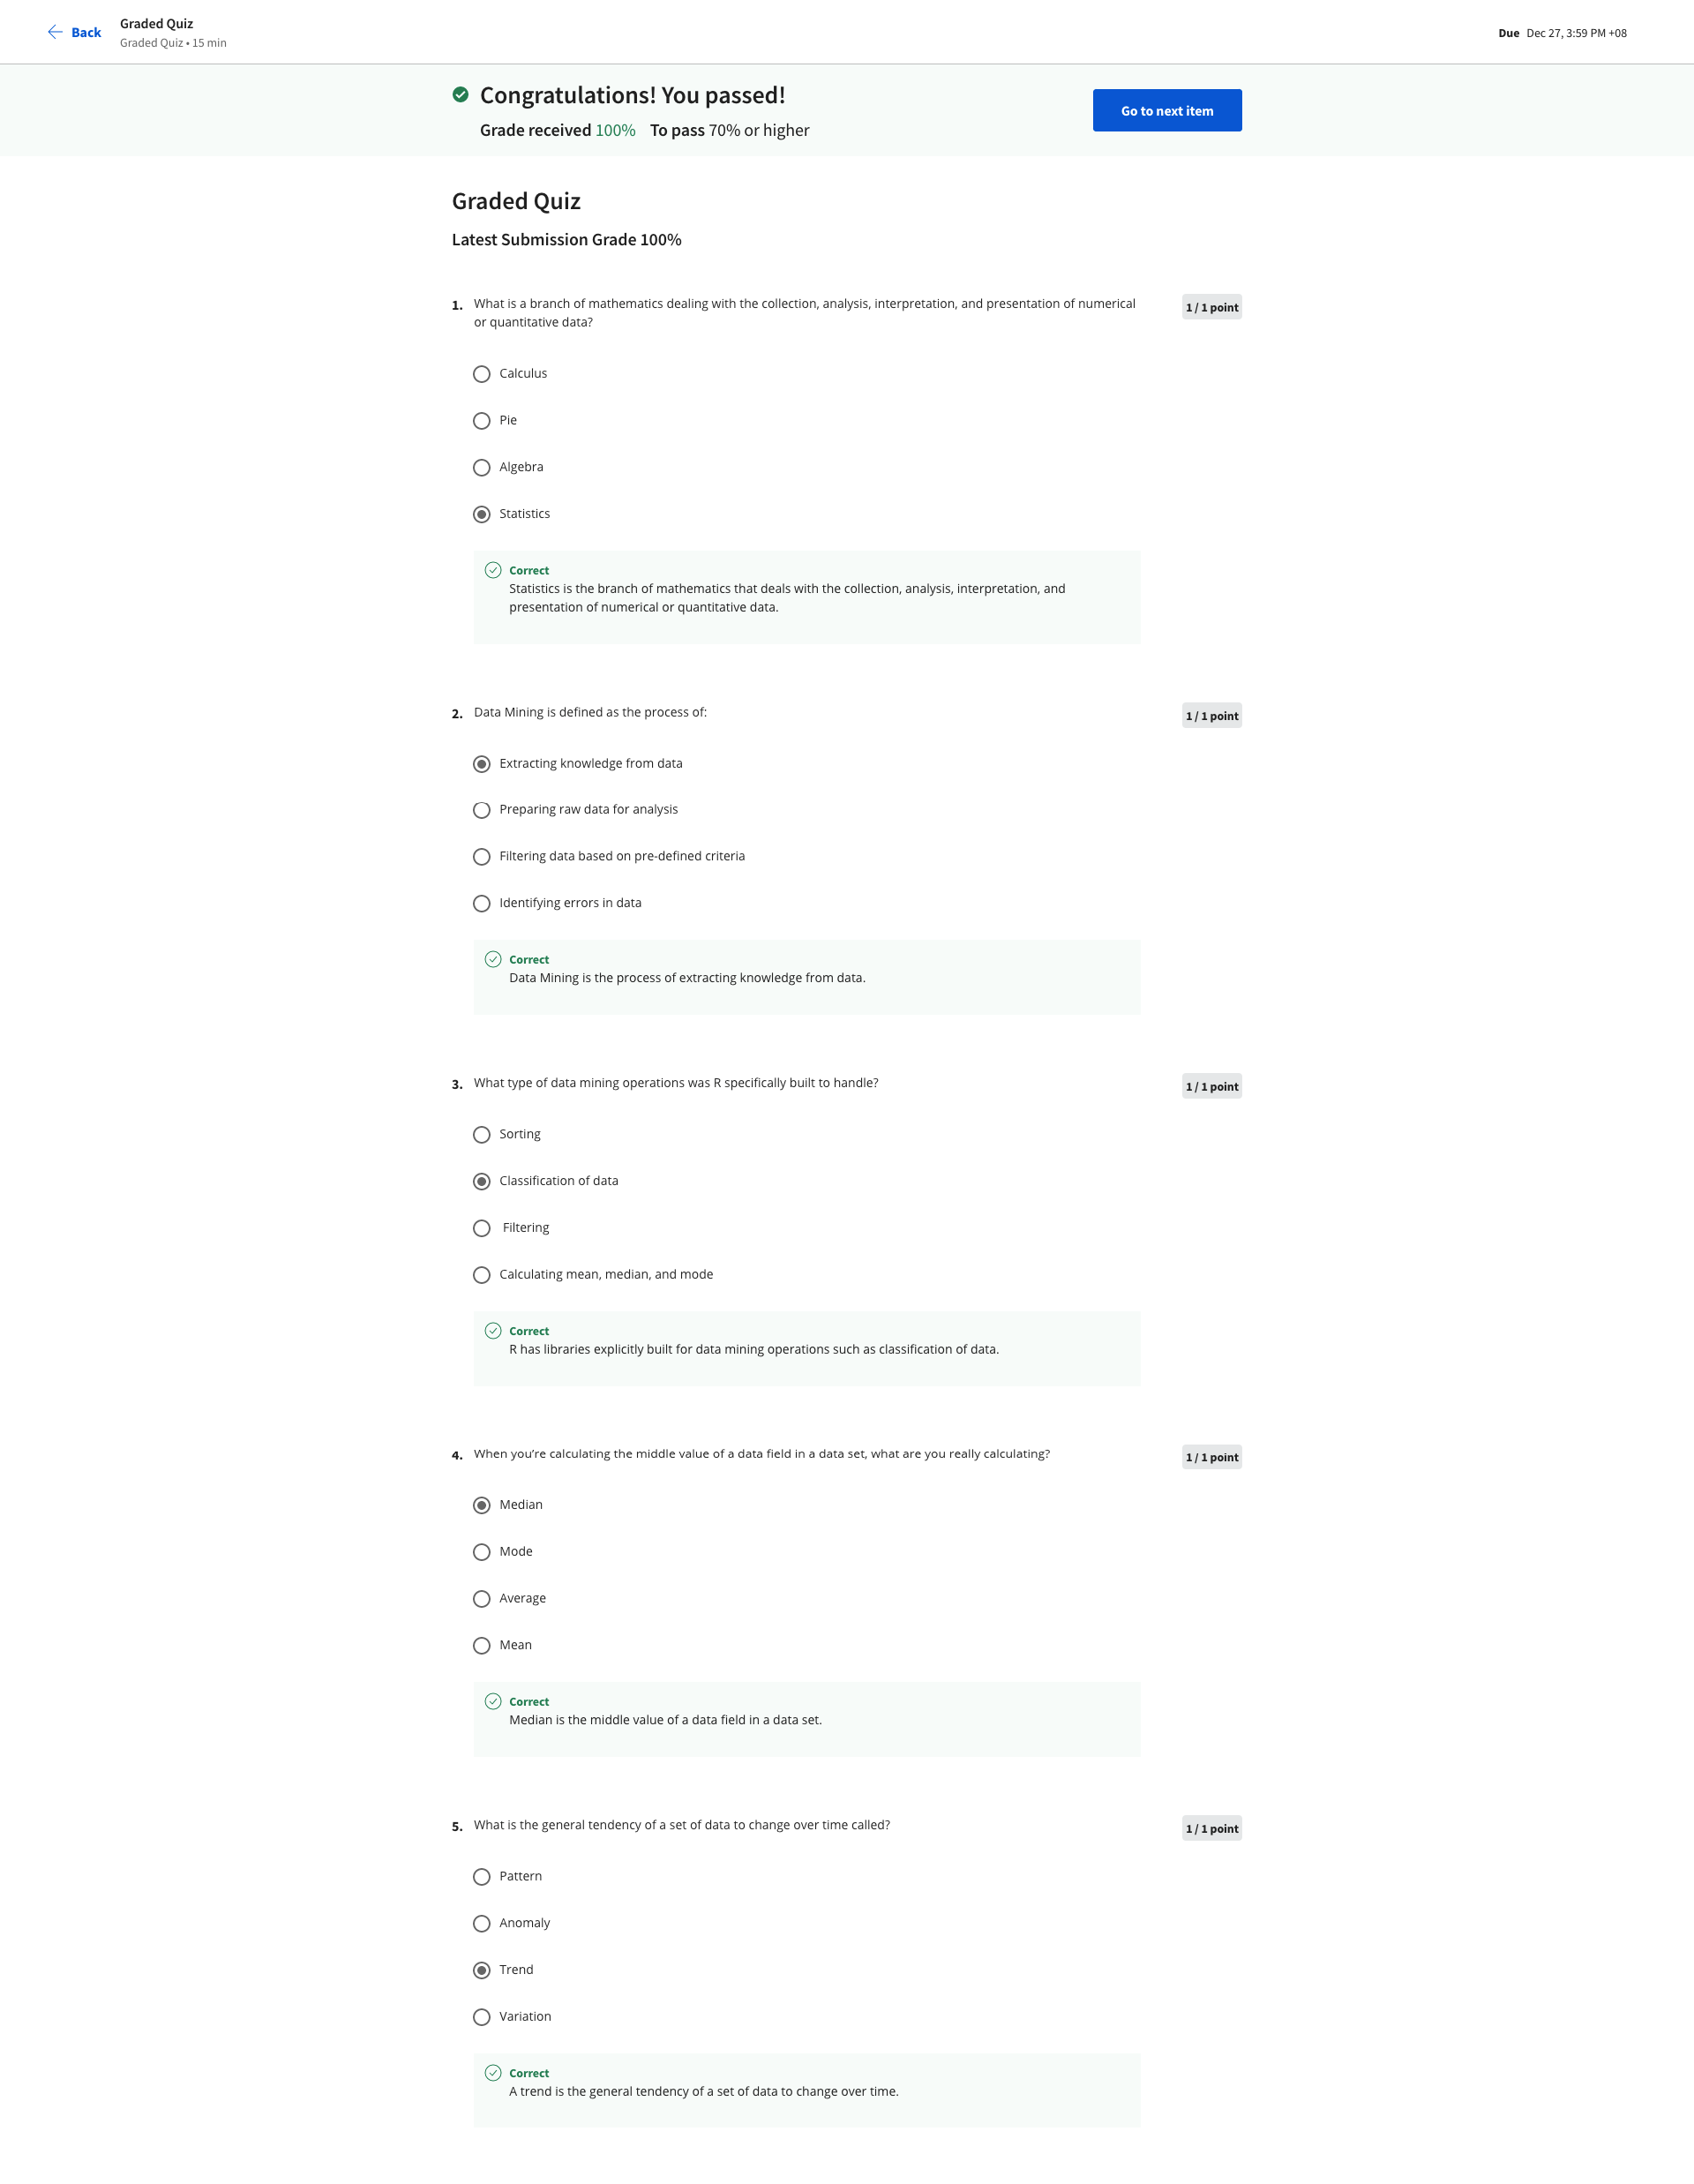 Back
Graded Quiz
Graded Quiz • 15 min
Due Dec 27, 3:59 PM +08
Congratulations! You passed!
Grade received 100% To pass 70% or higher
Go to next item
Graded Quiz
Latest Submission Grade 100%
1. What is a branch of mathematics dealing with the collection, analysis, interpretation, and presentation of numerical
or quantitative data?
1 / 1 point
Calculus
Pie
Algebra
Statistics
Correct
Statistics is the branch of mathematics that deals with the collection, analysis, interpretation, and
presentation of numerical or quantitative data.
2. Data Mining is defined as the process of:
1 / 1 point
Extracting knowledge from data
Preparing raw data for analysis
Filtering data based on pre-defined criteria
Identifying errors in data
Correct
Data Mining is the process of extracting knowledge from data.
3. What type of data mining operations was R specifically built to handle?
1 / 1 point
Sorting
Classification of data
Filtering
Calculating mean, median, and mode
Correct
R has libraries explicitly built for data mining operations such as classification of data.
4. When you’re calculating the middle value of a data field in a data set, what are you really calculating?
1 / 1 point
Median
Mode
Average
Mean
Correct
Median is the middle value of a data field in a data set.
5. What is the general tendency of a set of data to change over time called?
1 / 1 point
Pattern
Anomaly
Trend
Variation
Correct
A trend is the general tendency of a set of data to change over time.